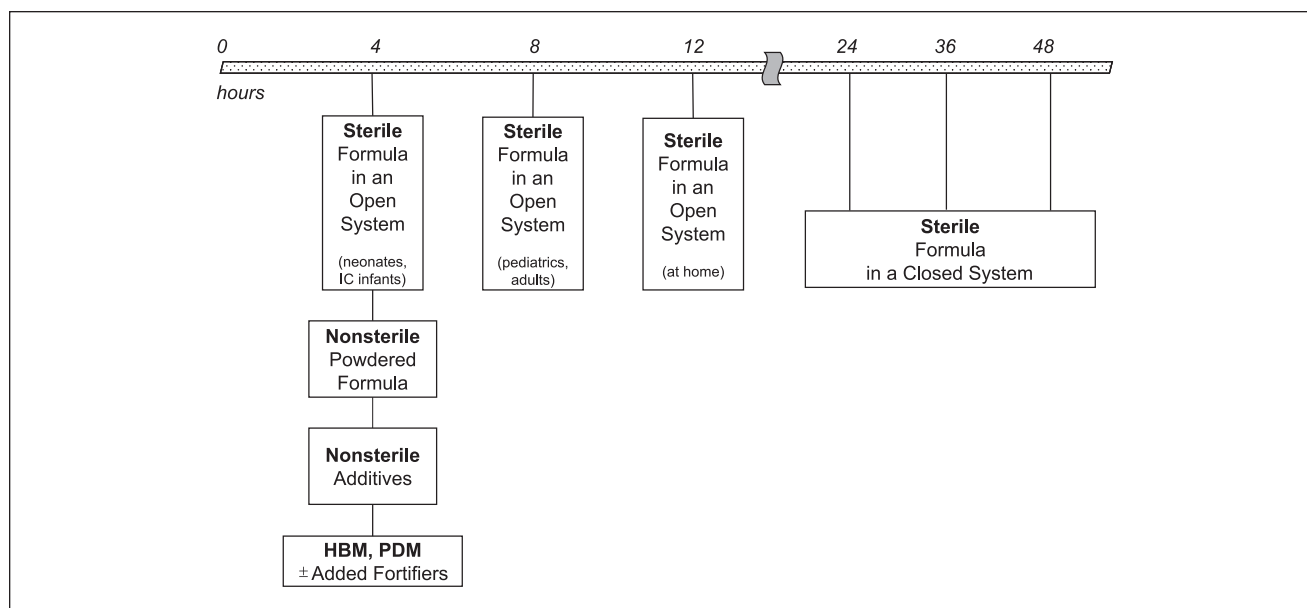 0 4 8 12 24 36 48
hours
Sterile
Formula
in an
Open
System
(neonates,
IC infants)
Sterile
Formula
in an
Open
System
(pediatrics,
adults)
Sterile
Formula
in an
Open
System
(at home)
Sterile
Formula
in a Closed System
Nonsterile
Powdered
Formula
Nonsterile
Additives
HBM, PDM
±Added Fortifiers